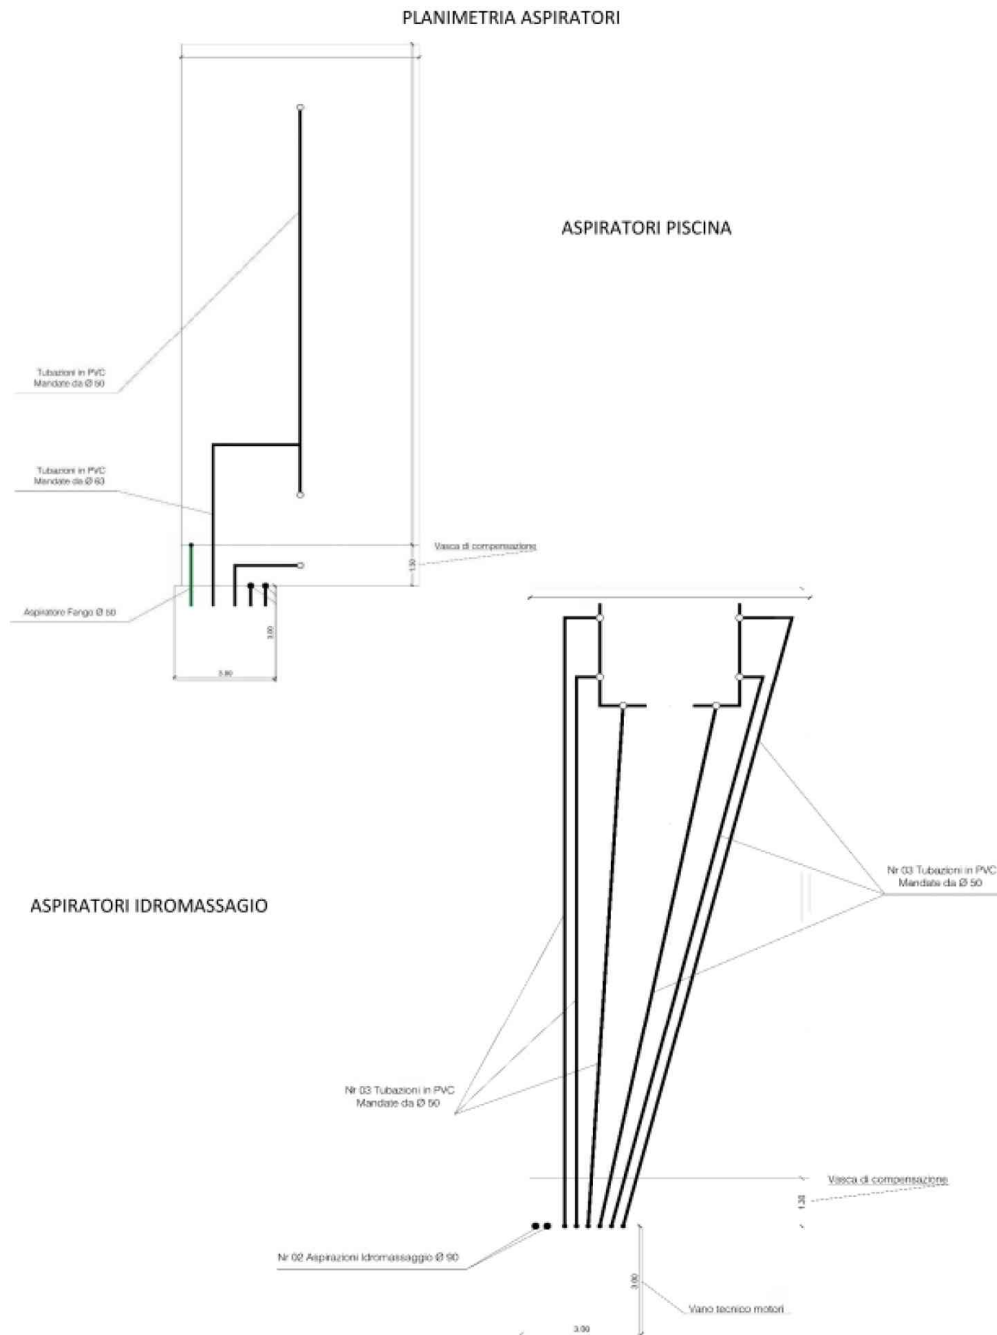 PLANIMETRIA ASPIRATORI
ASPIRATORI PISCINA
Tubazioni in PVC
Mandate da Ø 50
Tubazioni in PVC
Mandate da Ø 63
Vasca di compensazione
1.30
Aspiratore Fango Ø 50
3.00
3.00
Nr 03 Tubazioni in PVC
Mandate da Ø 50
ASPIRATORI IDROMASSAGIO
Nr 03 Tubazioni in PVC
Mandate da Ø 50
Vasca di compensazione
1.30
Nr 02 Aspirazioni Idromassaggio Ø 90
3.00
Vano tecnico motori
3.00